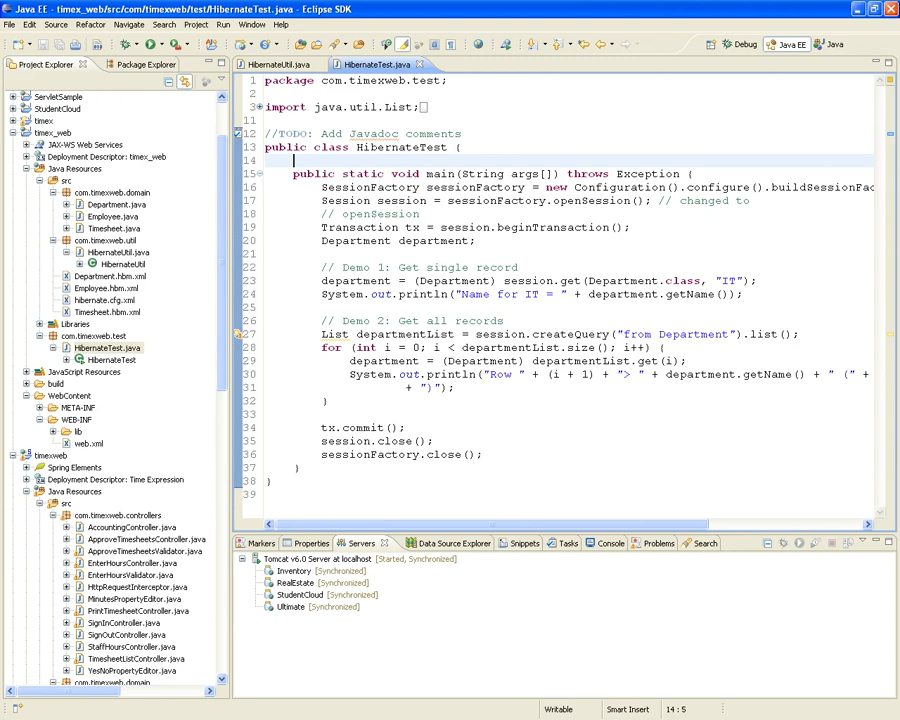 Java EE - timex_web/src/com/timexweb/test/HibernateTest.java - Eclipse SDK
File Edit Source Refactor Navigate Search Project Run Window Help
Debug Java EE Java
Project Explorer Package Explorer
ServletSample
StudentCloud
timex
timex_web
JAX-WS Web Services
Deployment Descriptor: timex_web
Java Resources
src
com.timexweb.domain
Department.java
Employee.java
Timesheet.java
com.timexweb.util
HibernateUtil.java
HibernateUtil
Department.hbm.xml
Employee.hbm.xml
hibernate.cfg.xml
Timesheet.hbm.xml
Libraries
com.timexweb.test
HibernateTest.java
HibernateTest
JavaScript Resources
build
WebContent
META-INF
WEB-INF
lib
web.xml
timexweb
Spring Elements
Deployment Descriptor: Time Expression
Java Resources
src
com.timexweb.controllers
AccountingController.java
ApproveTimesheetsController.java
ApproveTimesheetsValidator.java
EnterHoursController.java
EnterHoursValidator.java
HttpRequestInterceptor.java
MinutesPropertyEditor.java
PrintTimesheetController.java
SignInController.java
SignOutController.java
StaffHoursController.java
TimesheetListController.java
YesNoPropertyEditor.java
com.timexweb.domain
HibernateUtil.java HibernateTest.java
1 package com.timexweb.test;
2
3 import java.util.List;
11
12 //TODO: Add Javadoc comments
13 public class HibernateTest {
14
15 public static void main(String args[]) throws Exception {
16 SessionFactory sessionFactory = new Configuration().configure().buildSessionFac
17 Session session = sessionFactory.openSession(); // changed to
18 // openSession
19 Transaction tx = session.beginTransaction();
20 Department department;
21
22 // Demo 1: Get single record
23 department = (Department) session.get(Department.class, "IT");
24 System.out.println("Name for IT = " + department.getName());
25
26 // Demo 2: Get all records
27 List departmentList = session.createQuery("from Department").list();
28 for (int i = 0; i < departmentList.size(); i++) {
29 department = (Department) departmentList.get(i);
30 System.out.println("Row " + (i + 1) + "> " + department.getName() + " (" +
31 + ")");
32 }
33
34 tx.commit();
35 session.close();
36 sessionFactory.close();
37 }
38 }
39
Markers Properties Servers Data Source Explorer Snippets Tasks Console Problems Search
Tomcat v6.0 Server at localhost [Started, Synchronized]
Inventory [Synchronized]
RealEstate [Synchronized]
StudentCloud [Synchronized]
Ultimate [Synchronized]
Writable Smart Insert 14 : 5